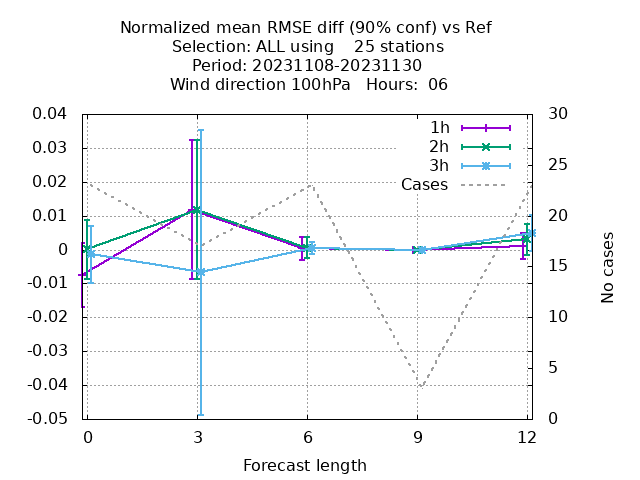 Normalized mean RMSE diff (90% conf) vs Ref
Selection: ALL using    25 stations
Period: 20231108-20231130
Wind direction 100hPa   Hours:  06
0.04
0.03
0.02
0.01
0
-0.01
-0.02
-0.03
-0.04
-0.05
1h
2h
3h
Cases
30
25
20
15
10
5
0
No cases
0 3 6 9 12
Forecast length